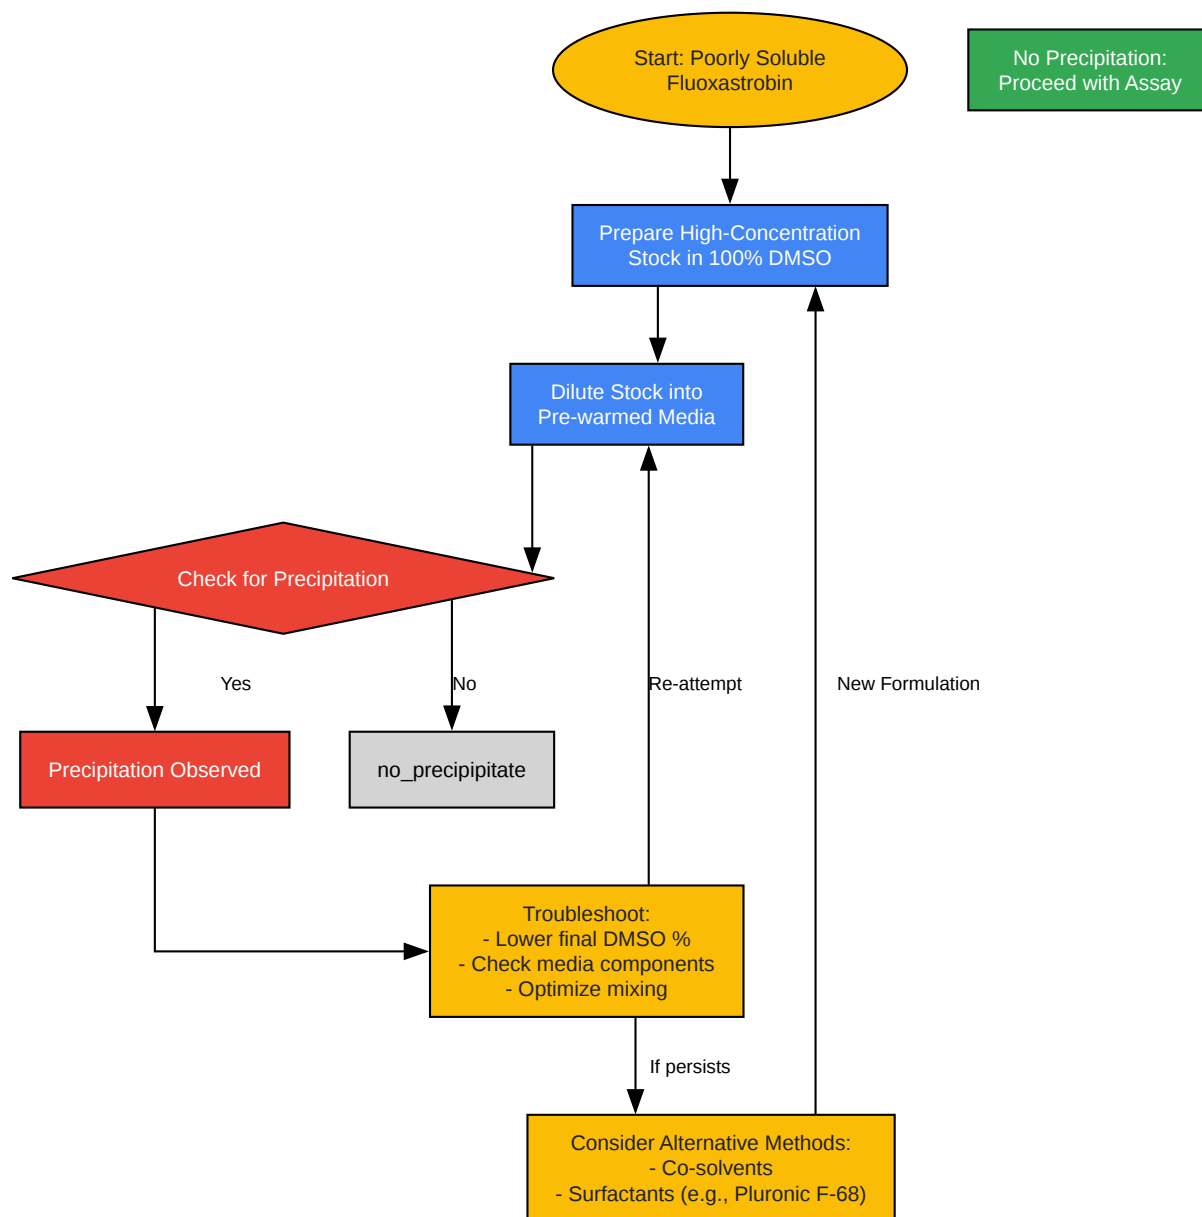 Start: Poorly Soluble
Fluoxastrobin
No Precipitation:
Proceed with Assay
Prepare High-Concentration
Stock in 100% DMSO
Dilute Stock into
Pre-warmed Media
Check for Precipitation
Yes
No
Re-attempt
New Formulation
Precipitation Observed
no_precipipitate
Troubleshoot:
- Lower final DMSO %
- Check media components
- Optimize mixing
If persists
Consider Alternative Methods:
- Co-solvents
- Surfactants (e.g., Pluronic F-68)